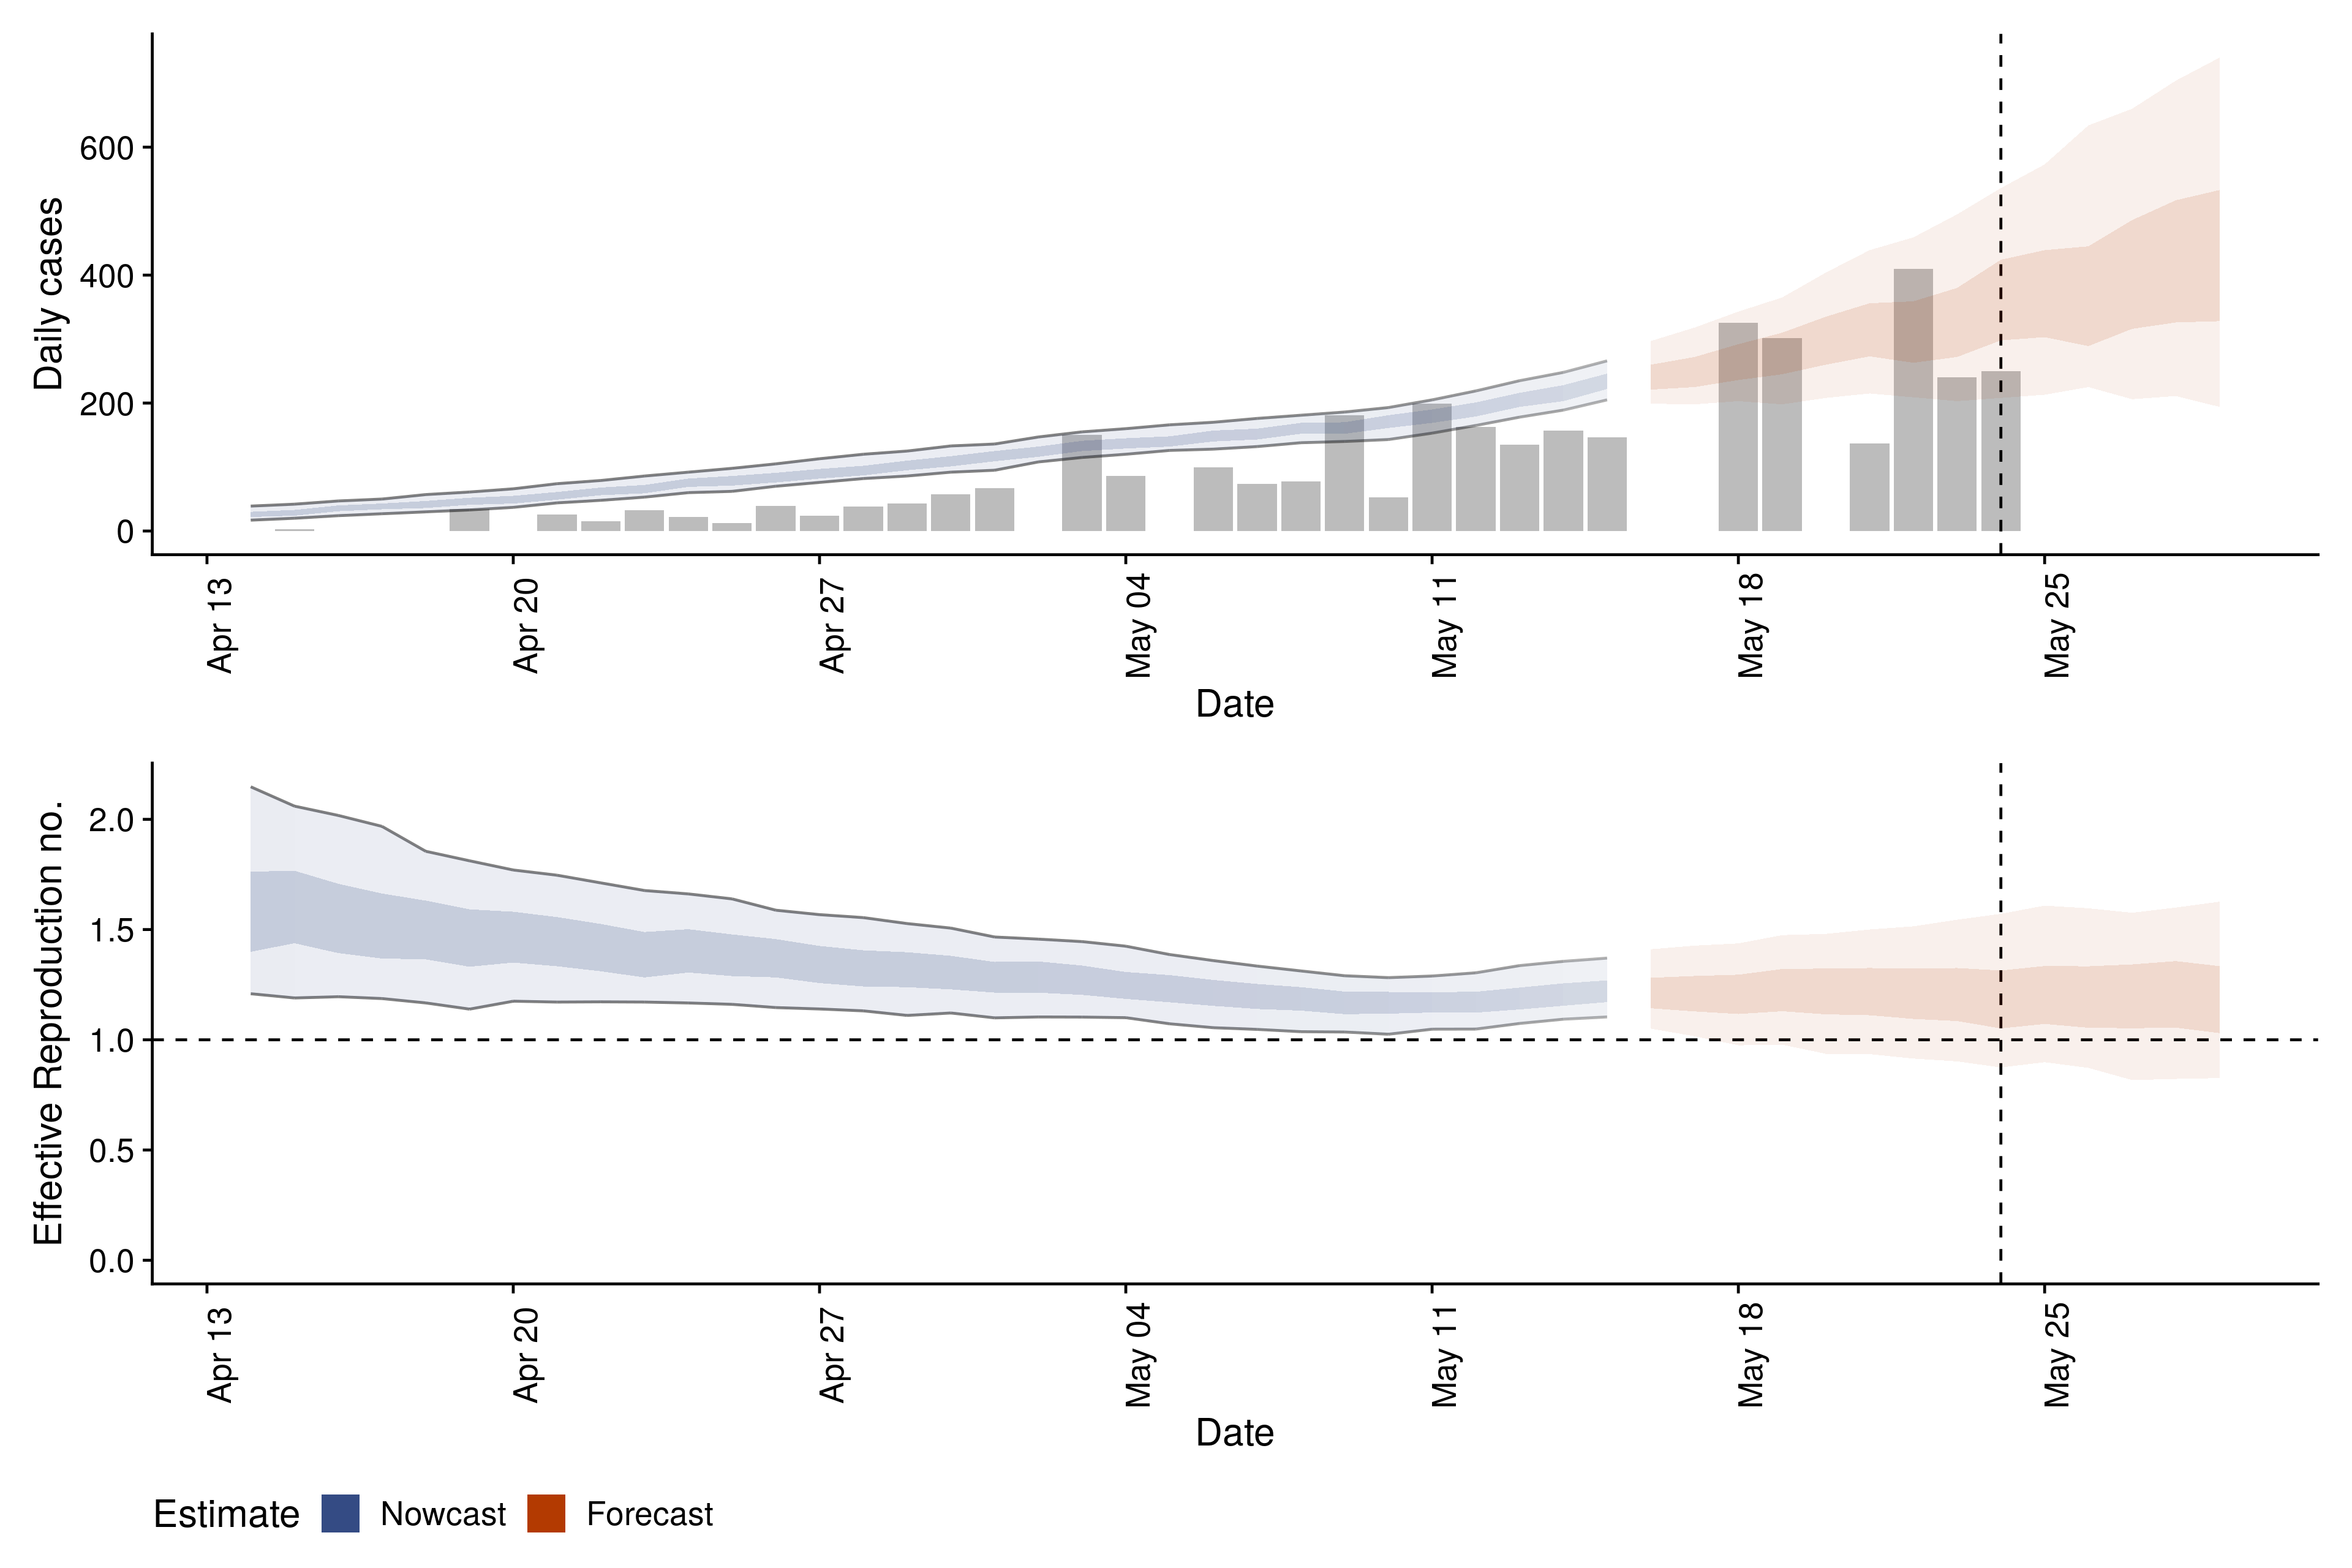 Daily cases
600
400
200
0
Apr 13
Apr 20
Apr 27
May 04
May 11
May 18
May 25
Date
Effective Reproduction no.
2.0
1.5
1.0
0.5
0.0
Apr 13
Apr 20
Apr 27
May 04
May 11
May 18
May 25
Date
Estimate Nowcast Forecast